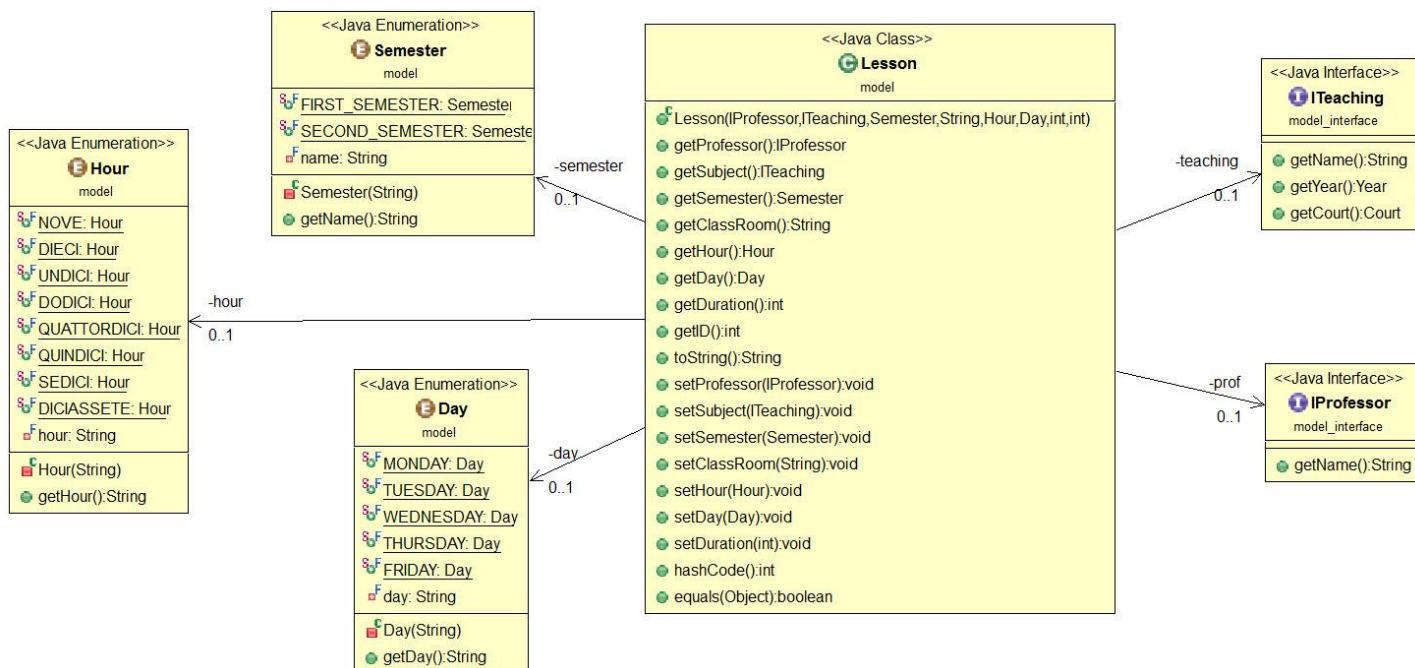 <<Java Enumeration>>
Semester
model
FIRST_SEMESTER: Semester
SECOND_SEMESTER: Semeste
name: String
Semester(String)
getName():String
<<Java Enumeration>>
Hour
model
NOVE: Hour
DIECI: Hour
UNDICI: Hour
DODICI: Hour
QUATTORDICI: Hour
QUINDICI: Hour
SEDICI: Hour
DICIASSETE: Hour
hour: String
Hour(String)
getHour():String
<<Java Enumeration>>
Day
model
MONDAY: Day
TUESDAY: Day
WEDNESDAY: Day
THURSDAY: Day
FRIDAY: Day
day: String
Day(String)
getDay():String
-semester
0..1
-hour
0..1
-day
0..1
<<Java Class>>
Lesson
model
Lesson(IProfessor,ITeaching,Semester,String,Hour,Day,int,int)
getProfessor():IProfessor
getSubject():ITeaching
getSemester():Semester
getClassRoom():String
getHour():Hour
getDay():Day
getDuration():int
getID():int
toString():String
setProfessor(IProfessor):void
setSubject(ITeaching):void
setSemester(Semester):void
setClassRoom(String):void
setHour(Hour):void
setDay(Day):void
setDuration(int):void
hashCode():int
equals(Object):boolean
-teaching
0..1
-prof
0..1
<<Java Interface>>
ITeaching
model_interface
getName():String
getYear():Year
getCourt():Court
<<Java Interface>>
IProfessor
model_interface
getName():String